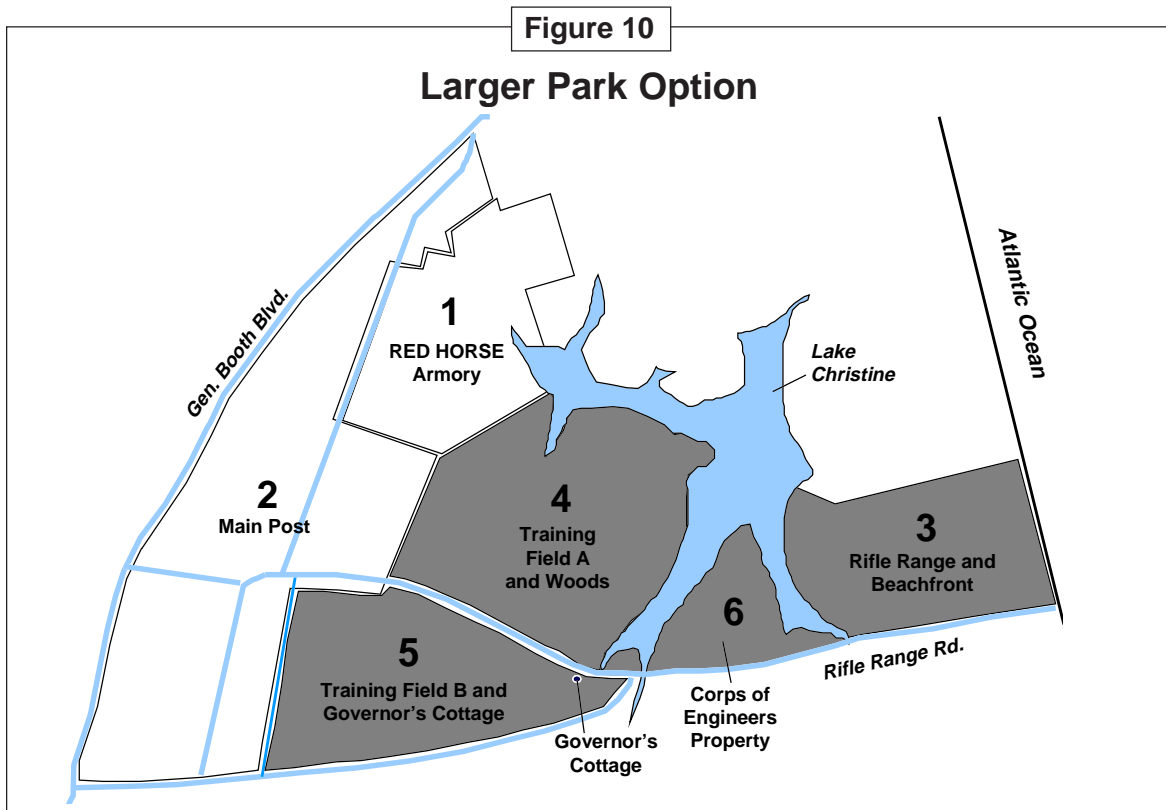 Figure 10
Larger Park Option
Gen. Booth Blvd.
Atlantic Ocean
1
RED HORSE
Armory
Lake
Christine
2
Main Post
4
Training
Field A
and Woods
3
Rifle Range and
Beachfront
6
5
Training Field B and
Governor's Cottage
Rifle Range Rd.
Corps of
Engineers
Property
Governor's
Cottage